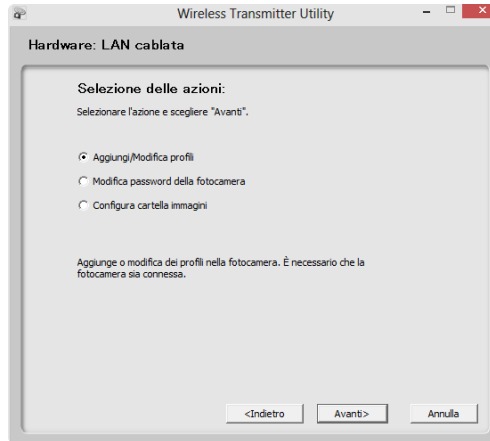 Wireless Transmitter Utility
Hardware: LAN cablata
Selezione delle azioni:
Selezionare l'azione e scegliere "Avanti".
Aggiungi/Modifica profili
Modifica password della fotocamera
Configura cartella immagini
Aggiunge o modifica dei profili nella fotocamera. È necessario che la
fotocamera sia connessa.
<Indietro
Avanti>
Annulla